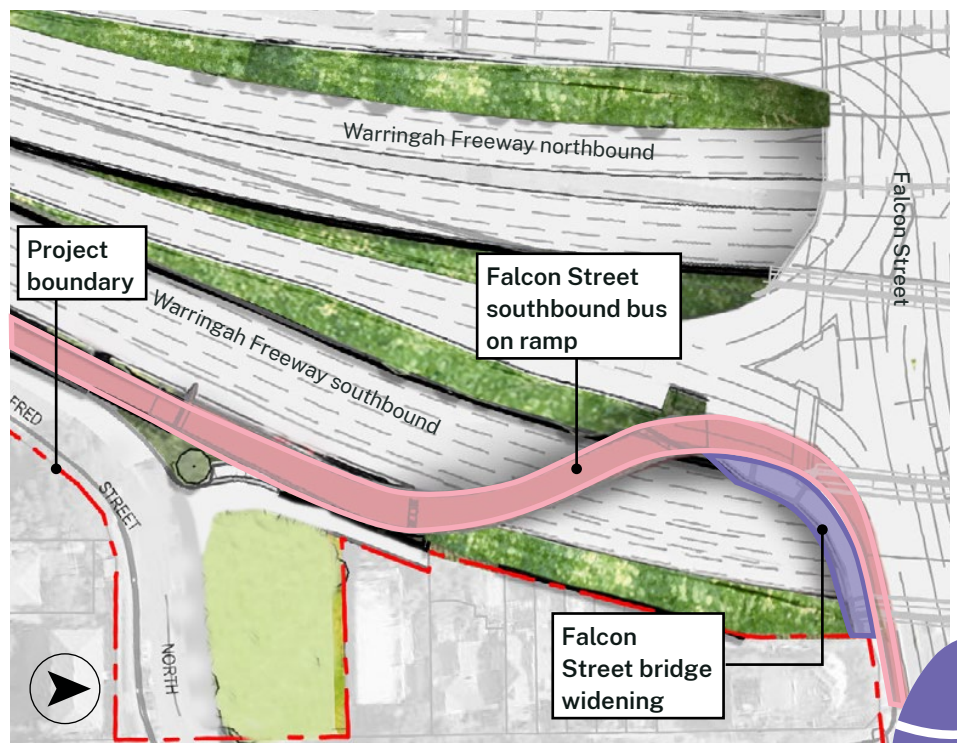 Warringah Freeway northbound
Falcon Street
Project
boundary
Falcon Street
southbound bus
on ramp
Warringah Freeway southbound
FRED
STREET
Falcon
Street bridge
widening
NORTH